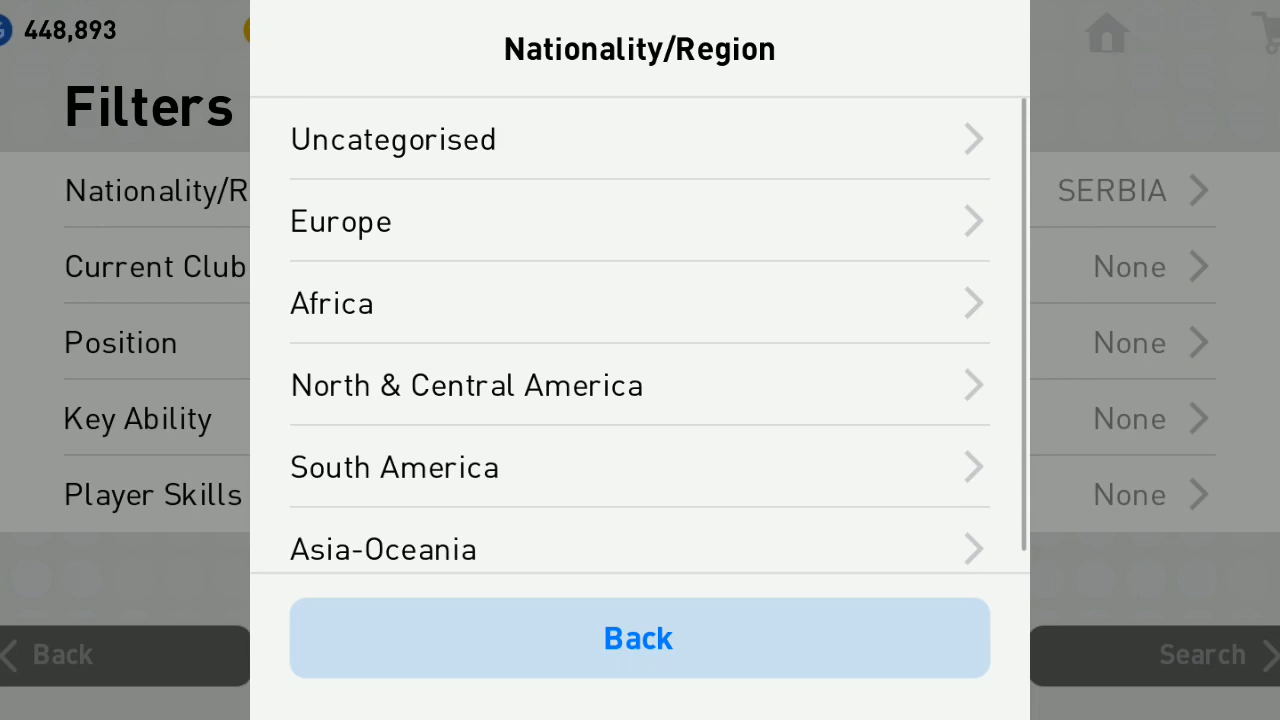 448,893
Nationality/Region
Filters
Uncategorised
Nationality/R
SERBIA
Europe
Current Club
None
Africa
Position
None
North & Central America
Key Ability
None
South America
Player Skills
None
Asia-Oceania
Back
Back
Search